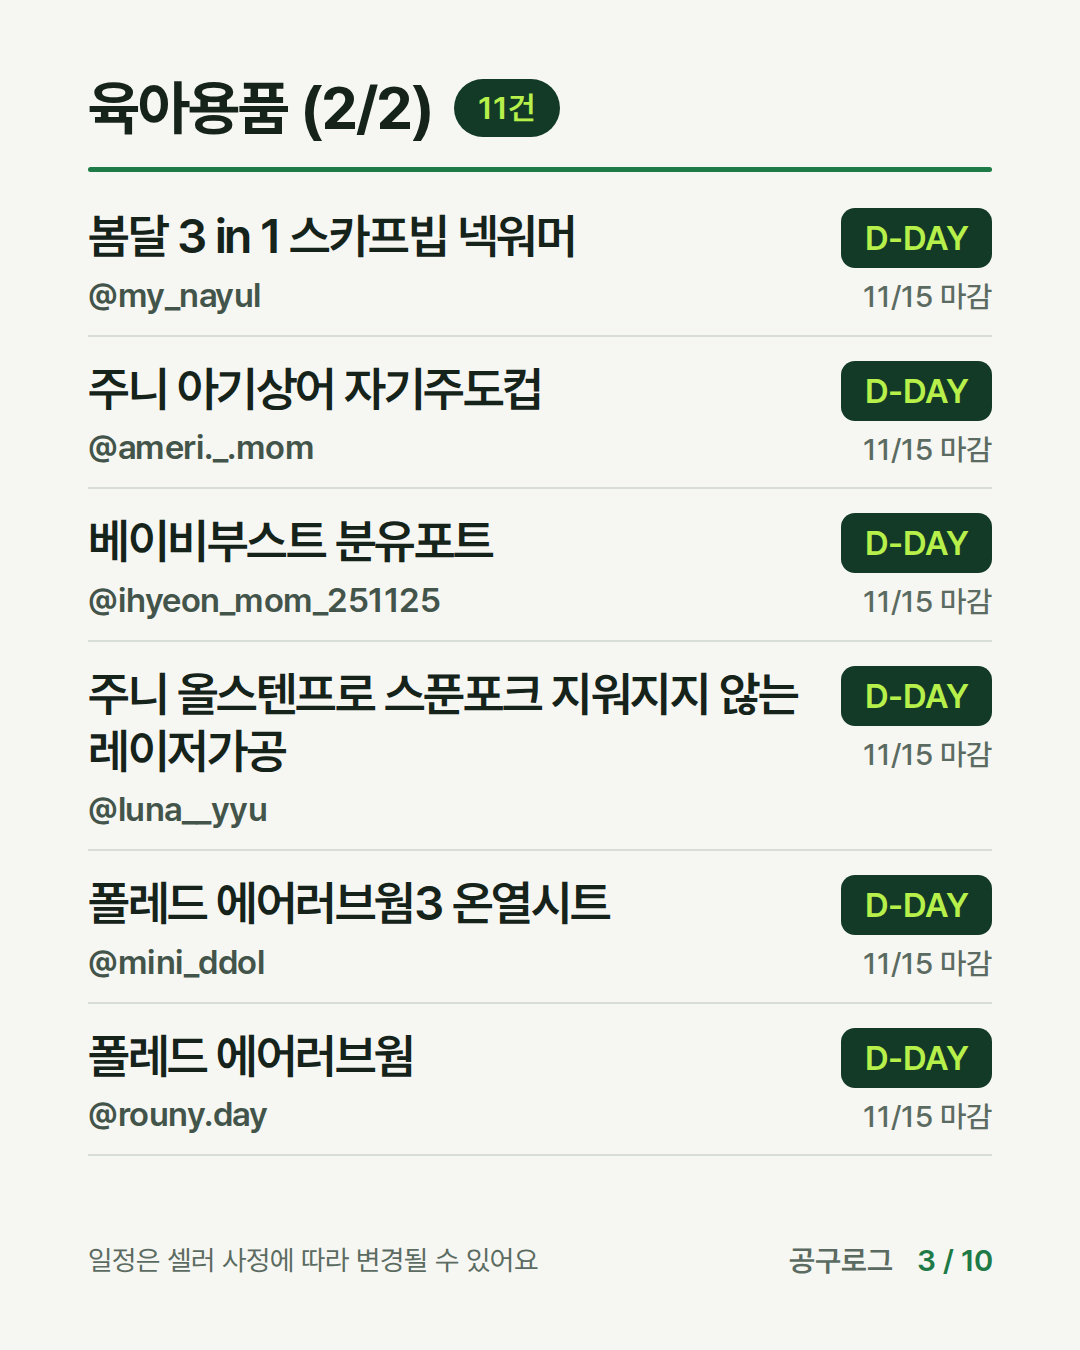 육아용품 (2/2) 11건
봄달 3 in 1 스카프빕 넥워머 D-DAY
@my_nayul 11/15 마감
주니 아기상어 자기주도컵 D-DAY
@ameri._.mom 11/15 마감
베이비부스트 분유포트 D-DAY
@ihyeon_mom_251125 11/15 마감
주니 올스텐프로 스푼포크 지워지지 않는 D-DAY
레이저가공 11/15 마감
@luna__yyu
폴레드 에어러브웜3 온열시트 D-DAY
@mini_ddol 11/15 마감
폴레드 에어러브웜 D-DAY
@rouny.day 11/15 마감
일정은 셀러 사정에 따라 변경될 수 있어요 공구로그 3 / 10